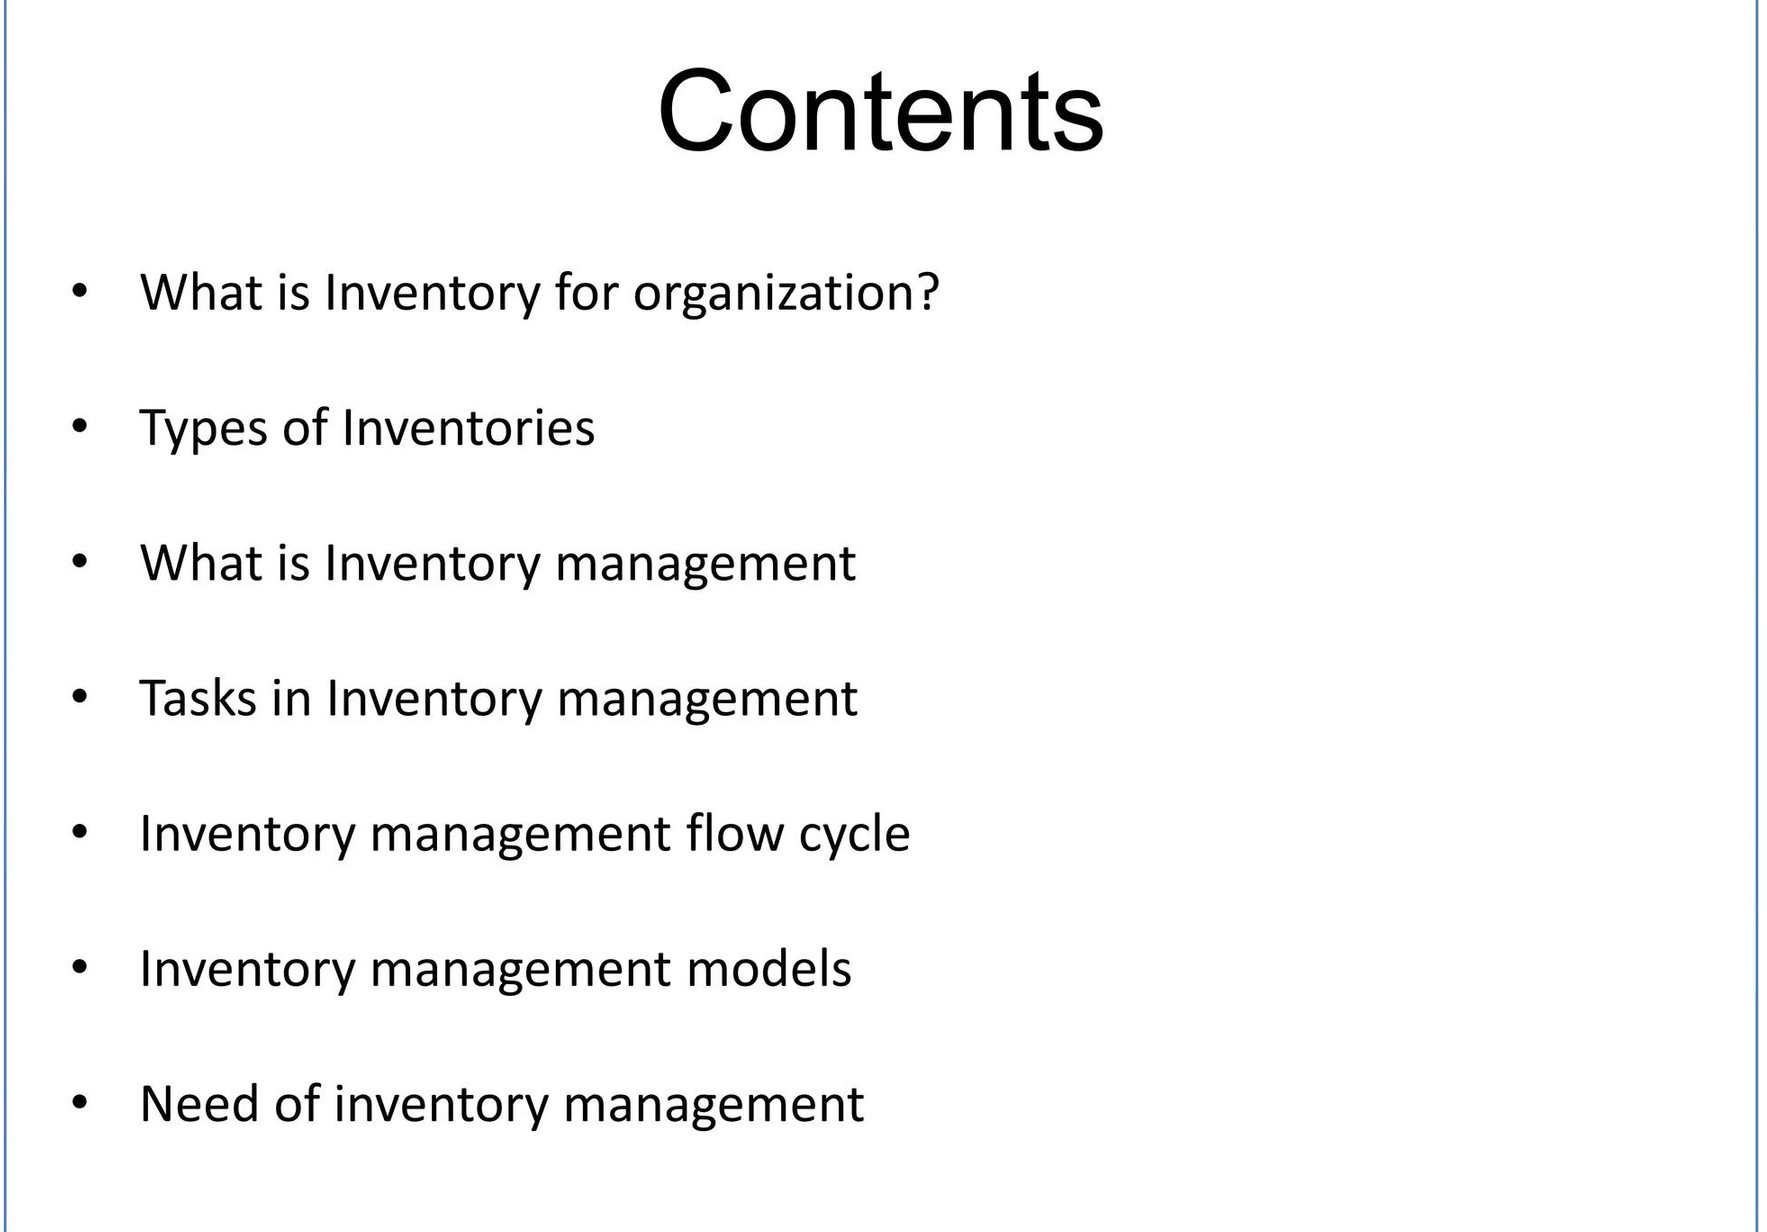 Contents
• What is Inventory for organization?
• Types of Inventories
• What is Inventory management
• Tasks in Inventory management
• Inventory management flow cycle
• Inventory management models
• Need of inventory management